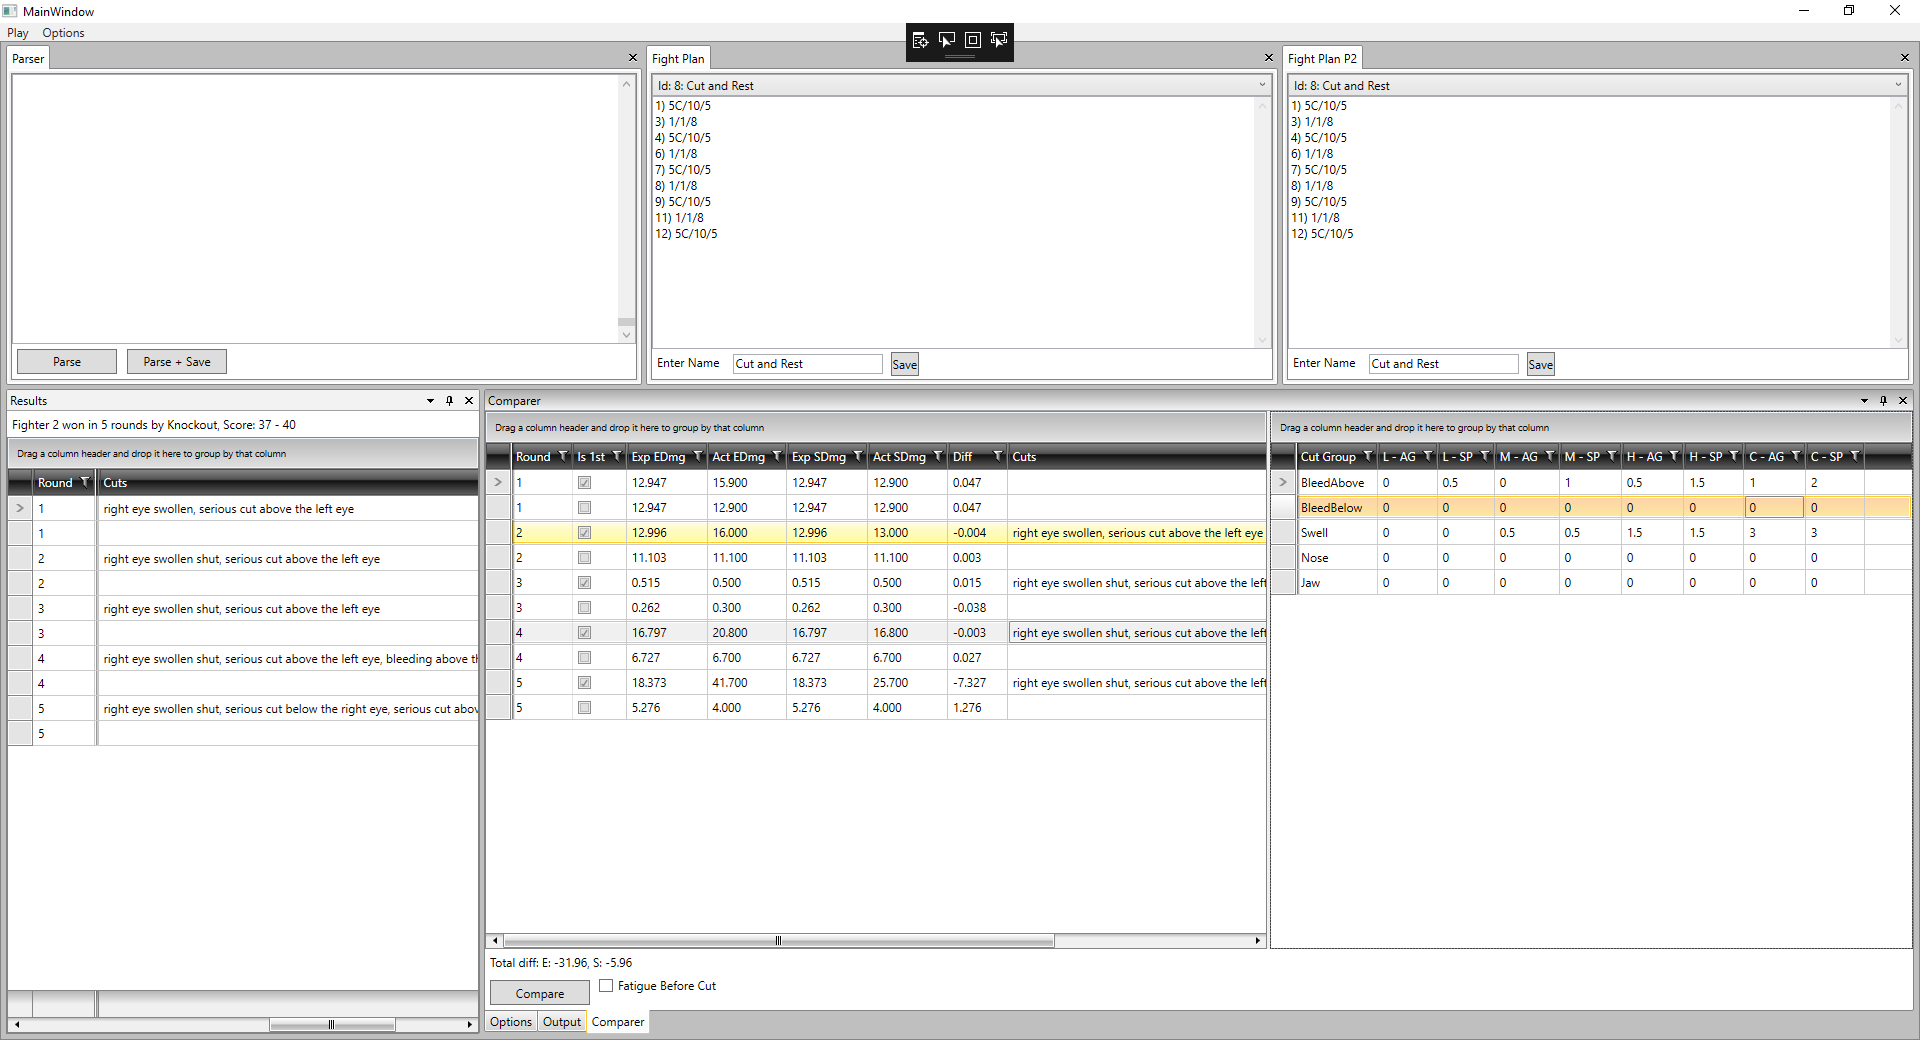 MainWindow
Play Options
Parser
Parse Parse + Save
Fight Plan
Id: 8: Cut and Rest
1) 5C/10/5
3) 1/1/8
4) 5C/10/5
6) 1/1/8
7) 5C/10/5
8) 1/1/8
9) 5C/10/5
11) 1/1/8
12) 5C/10/5
Enter Name Cut and Rest Save
Fight Plan P2
Id: 8: Cut and Rest
1) 5C/10/5
3) 1/1/8
4) 5C/10/5
6) 1/1/8
7) 5C/10/5
8) 1/1/8
9) 5C/10/5
11) 1/1/8
12) 5C/10/5
Enter Name Cut and Rest Save
Results
Fighter 2 won in 5 rounds by Knockout, Score: 37 - 40
Drag a column header and drop it here to group by that column
Round Cuts
1 right eye swollen, serious cut above the left eye
1
2 right eye swollen shut, serious cut above the left eye
2
3 right eye swollen shut, serious cut above the left eye
3
4 right eye swollen shut, serious cut above the left eye, bleeding above th
4
5 right eye swollen shut, serious cut below the right eye, serious cut abov
5
Comparer
Drag a column header and drop it here to group by that column
Round Is 1st Exp EDmg Act EDmg Exp SDmg Act SDmg Diff Cuts
1 12.947 15.900 12.947 12.900 0.047
1 12.947 12.900 12.947 12.900 0.047
2 12.996 16.000 12.996 13.000 -0.004 right eye swollen, serious cut above the left eye
2 11.103 11.100 11.103 11.100 0.003
3 0.515 0.500 0.515 0.500 0.015 right eye swollen shut, serious cut above the left
3 0.262 0.300 0.262 0.300 -0.038
4 16.797 20.800 16.797 16.800 -0.003 right eye swollen shut, serious cut above the left
4 6.727 6.700 6.727 6.700 0.027
5 18.373 41.700 18.373 25.700 -7.327 right eye swollen shut, serious cut above the left
5 5.276 4.000 5.276 4.000 1.276
Drag a column header and drop it here to group by that column
Cut Group L - AG L - SP M - AG M - SP H - AG H - SP C - AG C - SP
BleedAbove 0 0.5 0 1 0.5 1.5 1 2
BleedBelow 0 0 0 0 0 0 0 0
Swell 0 0 0.5 0.5 1.5 1.5 3 3
Nose 0 0 0 0 0 0 0 0
Jaw 0 0 0 0 0 0 0 0
Total diff: E: -31.96, S: -5.96
Compare Fatigue Before Cut
Options Output Comparer